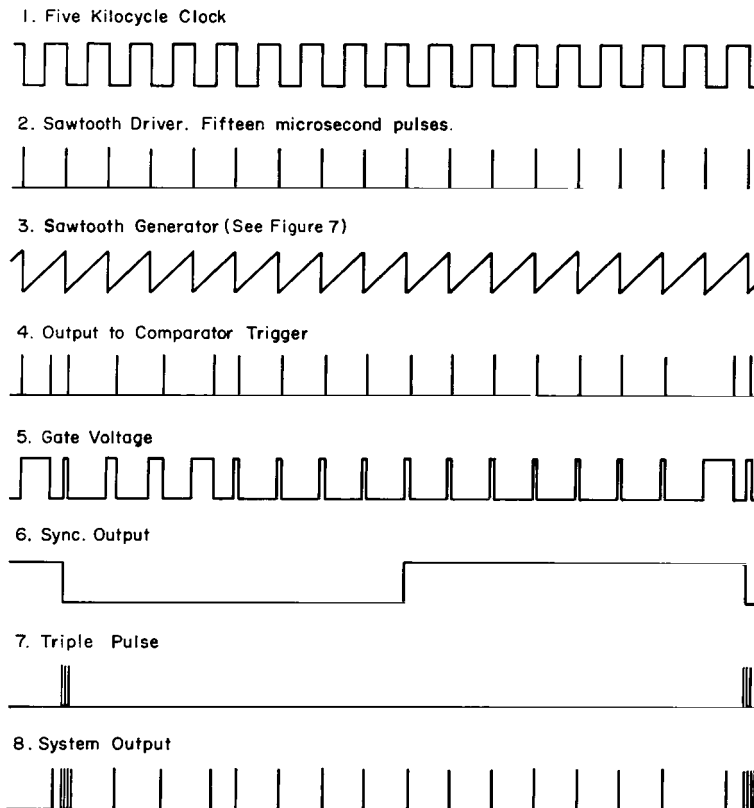 1. Five Kilocycle Clock
2. Sawtooth Driver. Fifteen microsecond pulses.
3. Sawtooth Generator (See Figure 7)
4. Output to Comparator Trigger
5. Gate Voltage
6. Sync. Output
7. Triple Pulse
8. System Output